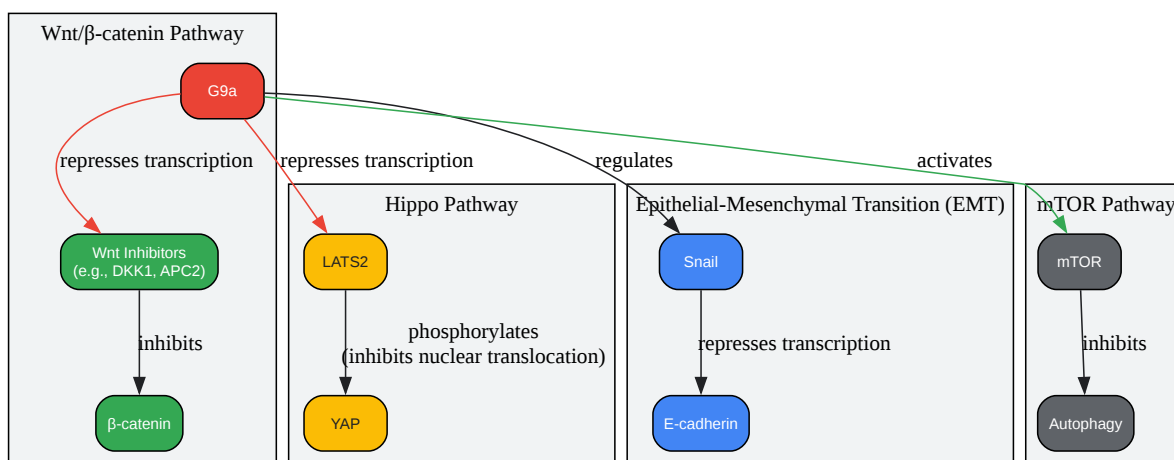 Wnt/β-catenin Pathway
G9a
represses transcription
represses transcription
regulates
activates
Hippo Pathway
Epithelial-Mesenchymal Transition (EMT)
mTOR Pathway
Wnt Inhibitors
(e.g., DKK1, APC2)
LATS2
Snail
mTOR
inhibits
phosphorylates
(inhibits nuclear translocation)
represses transcription
inhibits
β-catenin
YAP
E-cadherin
Autophagy